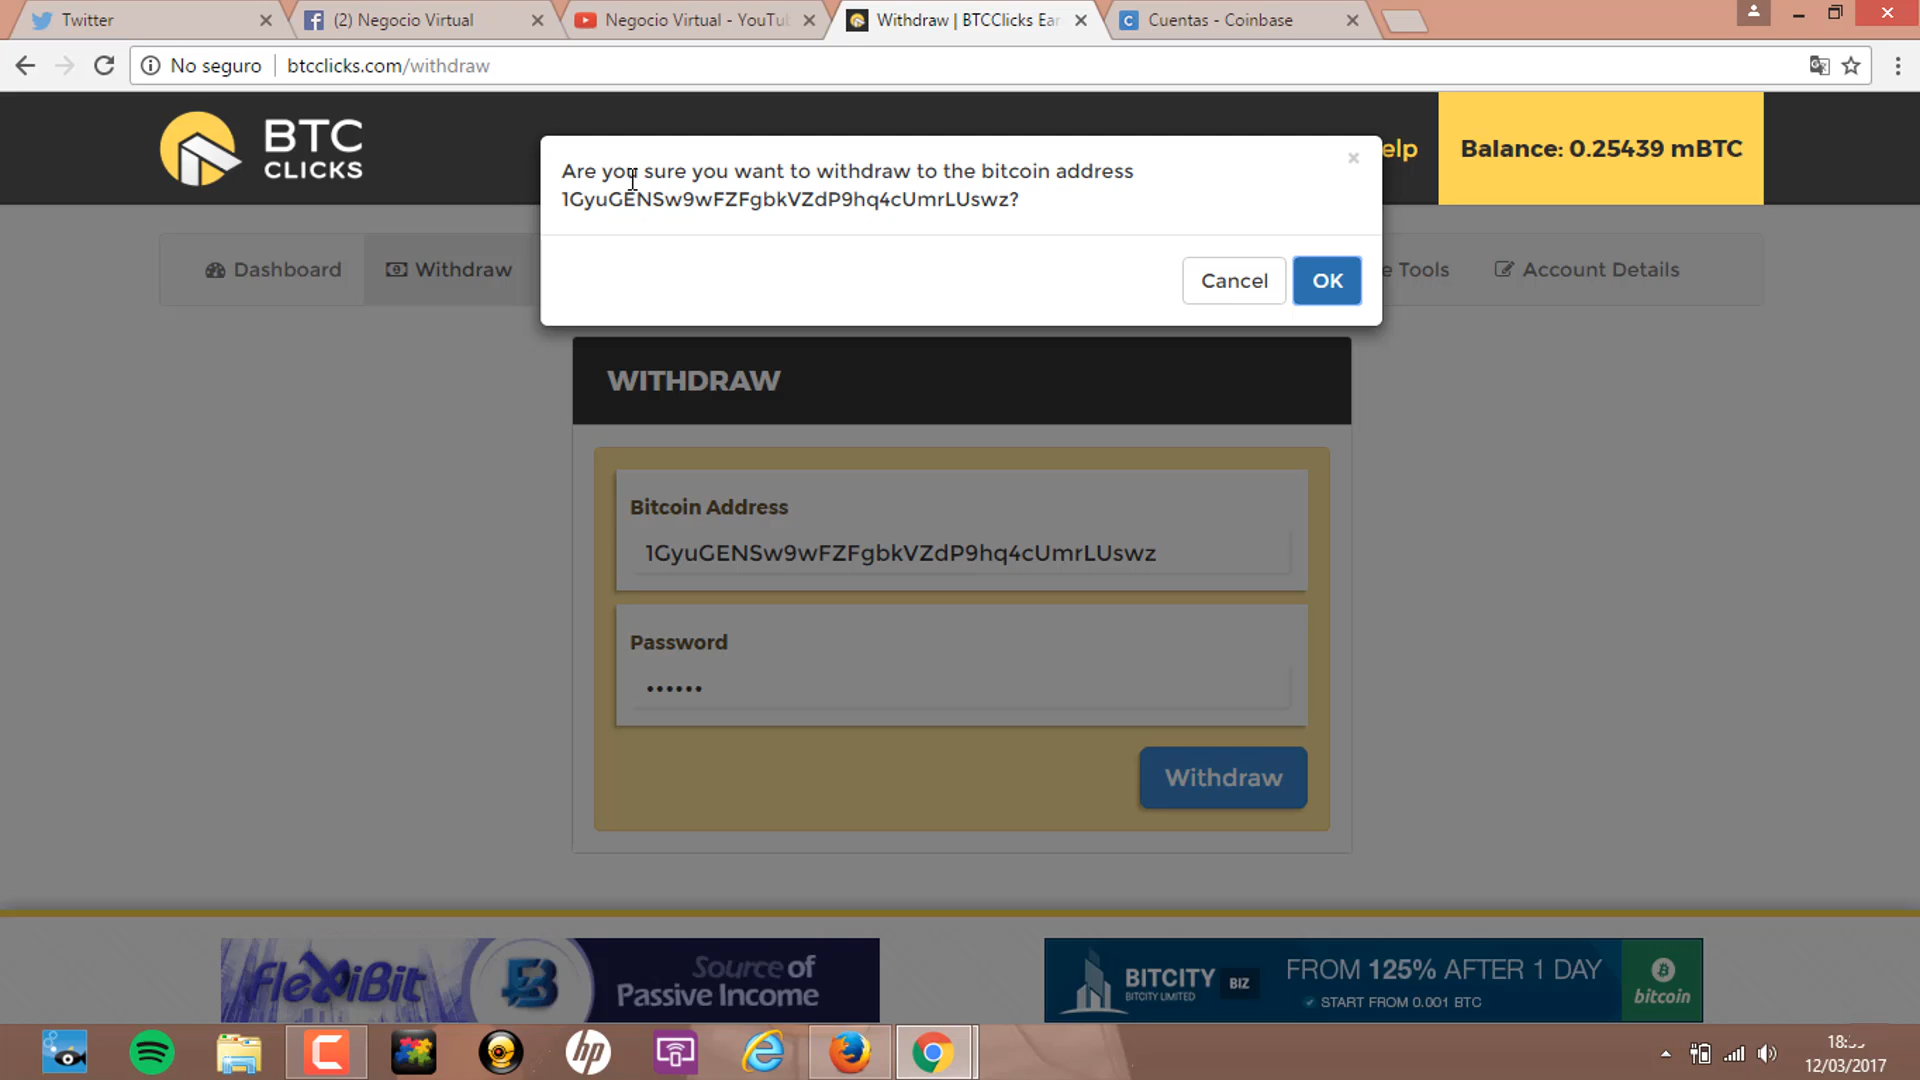 Twitter
(2) Negocio Virtual
Negocio Virtual - YouTu
Withdraw | BTCClicks Ear
Cuentas - Coinbase
No seguro
btcclicks.com/withdraw
BTC
CLICKS
elp
Balance: 0.25439 mBTC
Are you sure you want to withdraw to the bitcoin address
1GyuGENSw9wFZFgbkVZdP9hq4cUmrLUswz?
Cancel
OK
Dashboard
Withdraw
e Tools
Account Details
WITHDRAW
Bitcoin Address
1GyuGENSw9wFZFgbkVZdP9hq4cUmrLUswz
Password
••••••
Withdraw
FlexiBit
Source of
Passive Income
BITCITY BIZ
BITCITY LIMITED
FROM 125% AFTER 1 DAY
START FROM 0.001 BTC
bitcoin
hp
12/03/2017